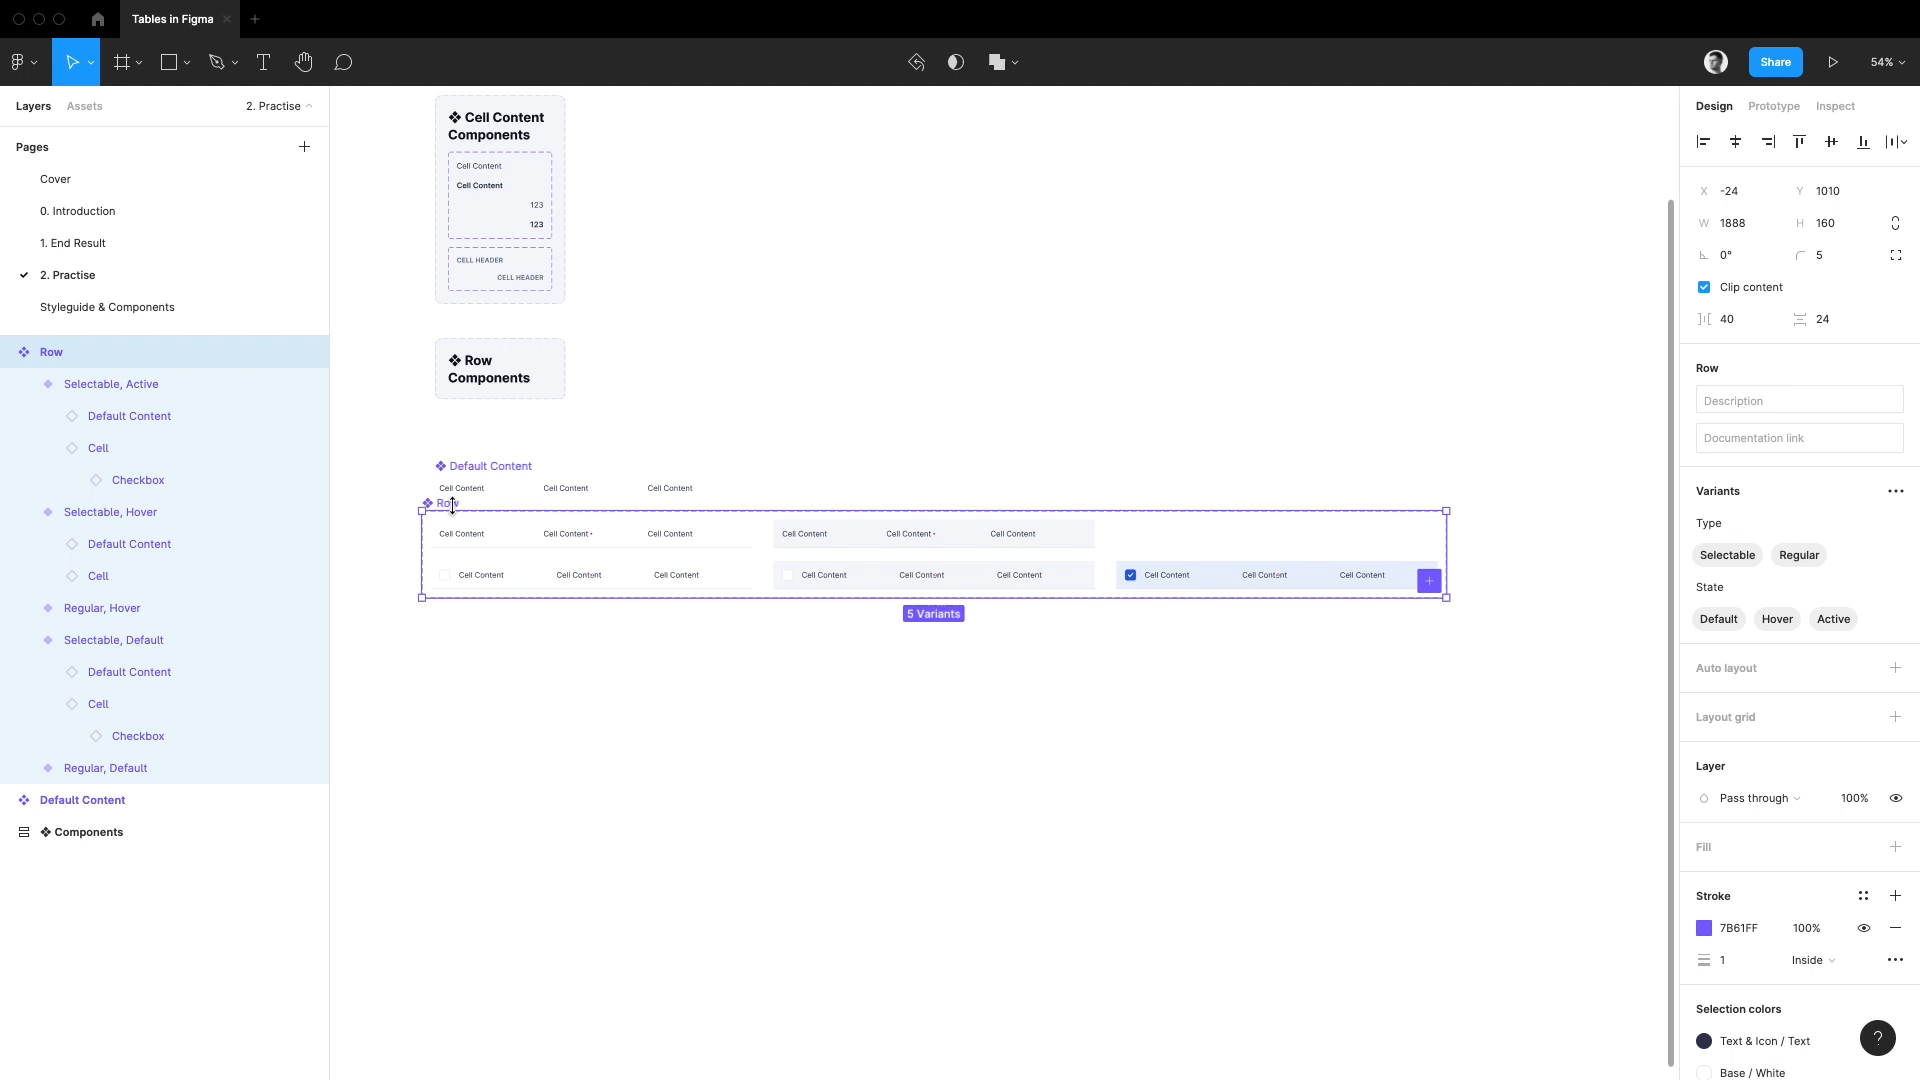 Tables in Figma
Share
54%
Layers
Assets
2. Practise
Pages
Cover
0. Introduction
1. End Result
2. Practise
Styleguide & Components
Row
Selectable, Active
Default Content
Cell
Checkbox
Selectable, Hover
Default Content
Cell
Regular, Hover
Selectable, Default
Default Content
Cell
Checkbox
Regular, Default
Default Content
Components
Cell Content
Components
Cell Content
Cell Content
123
123
CELL HEADER
CELL HEADER
Row
Components
Default Content
Cell Content Cell Content Cell Content
Row
Cell Content Cell Content Cell Content Cell Content Cell Content Cell Content
Cell Content Cell Content Cell Content Cell Content Cell Content Cell Content Cell Content Cell Content Cell Content
5 Variants
Design Prototype Inspect
X -24 Y 1010
W 1888 H 160
0° 5
Clip content
40 24
Row
Description
Documentation link
Variants
Type
Selectable Regular
State
Default Hover Active
Auto layout
Layout grid
Layer
Pass through 100%
Fill
Stroke
7B61FF 100%
1 Inside
Selection colors
Text & Icon / Text
Base / White
?